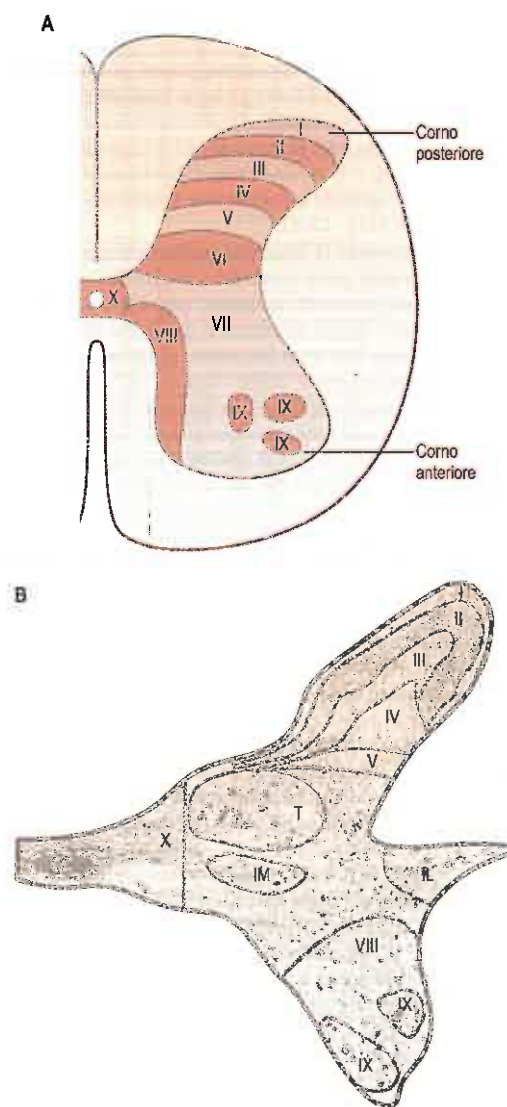 A
I
II
III
IV
V
VI
VII
VIII
X
IX
IX
IX
Corno
posteriore
Corno
anteriore
B
I
II
III
IV
V
T
X
IM
IL
VIII
IX
IX